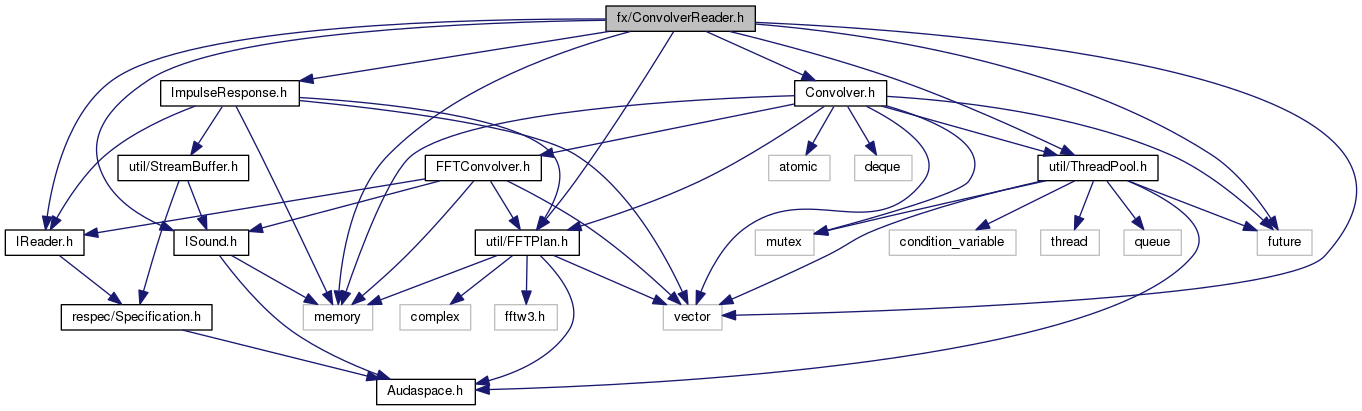 fx/ConvolverReader.h
ImpulseResponse.h
Convolver.h
util/StreamBuffer.h
FFTConvolver.h
atomic
deque
util/ThreadPool.h
IReader.h
ISound.h
util/FFTPlan.h
mutex
condition_variable
thread
queue
future
respec/Specification.h
memory
complex
fftw3.h
vector
Audaspace.h